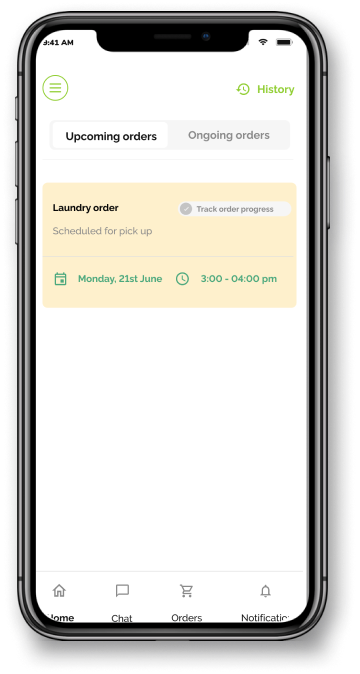 9:41 AM
History
Upcoming orders
Ongoing orders
Laundry order
Track order progress
Scheduled for pick up
Monday, 21st June
3:00 - 04:00 pm
Home
Chat
Orders
Notificatio